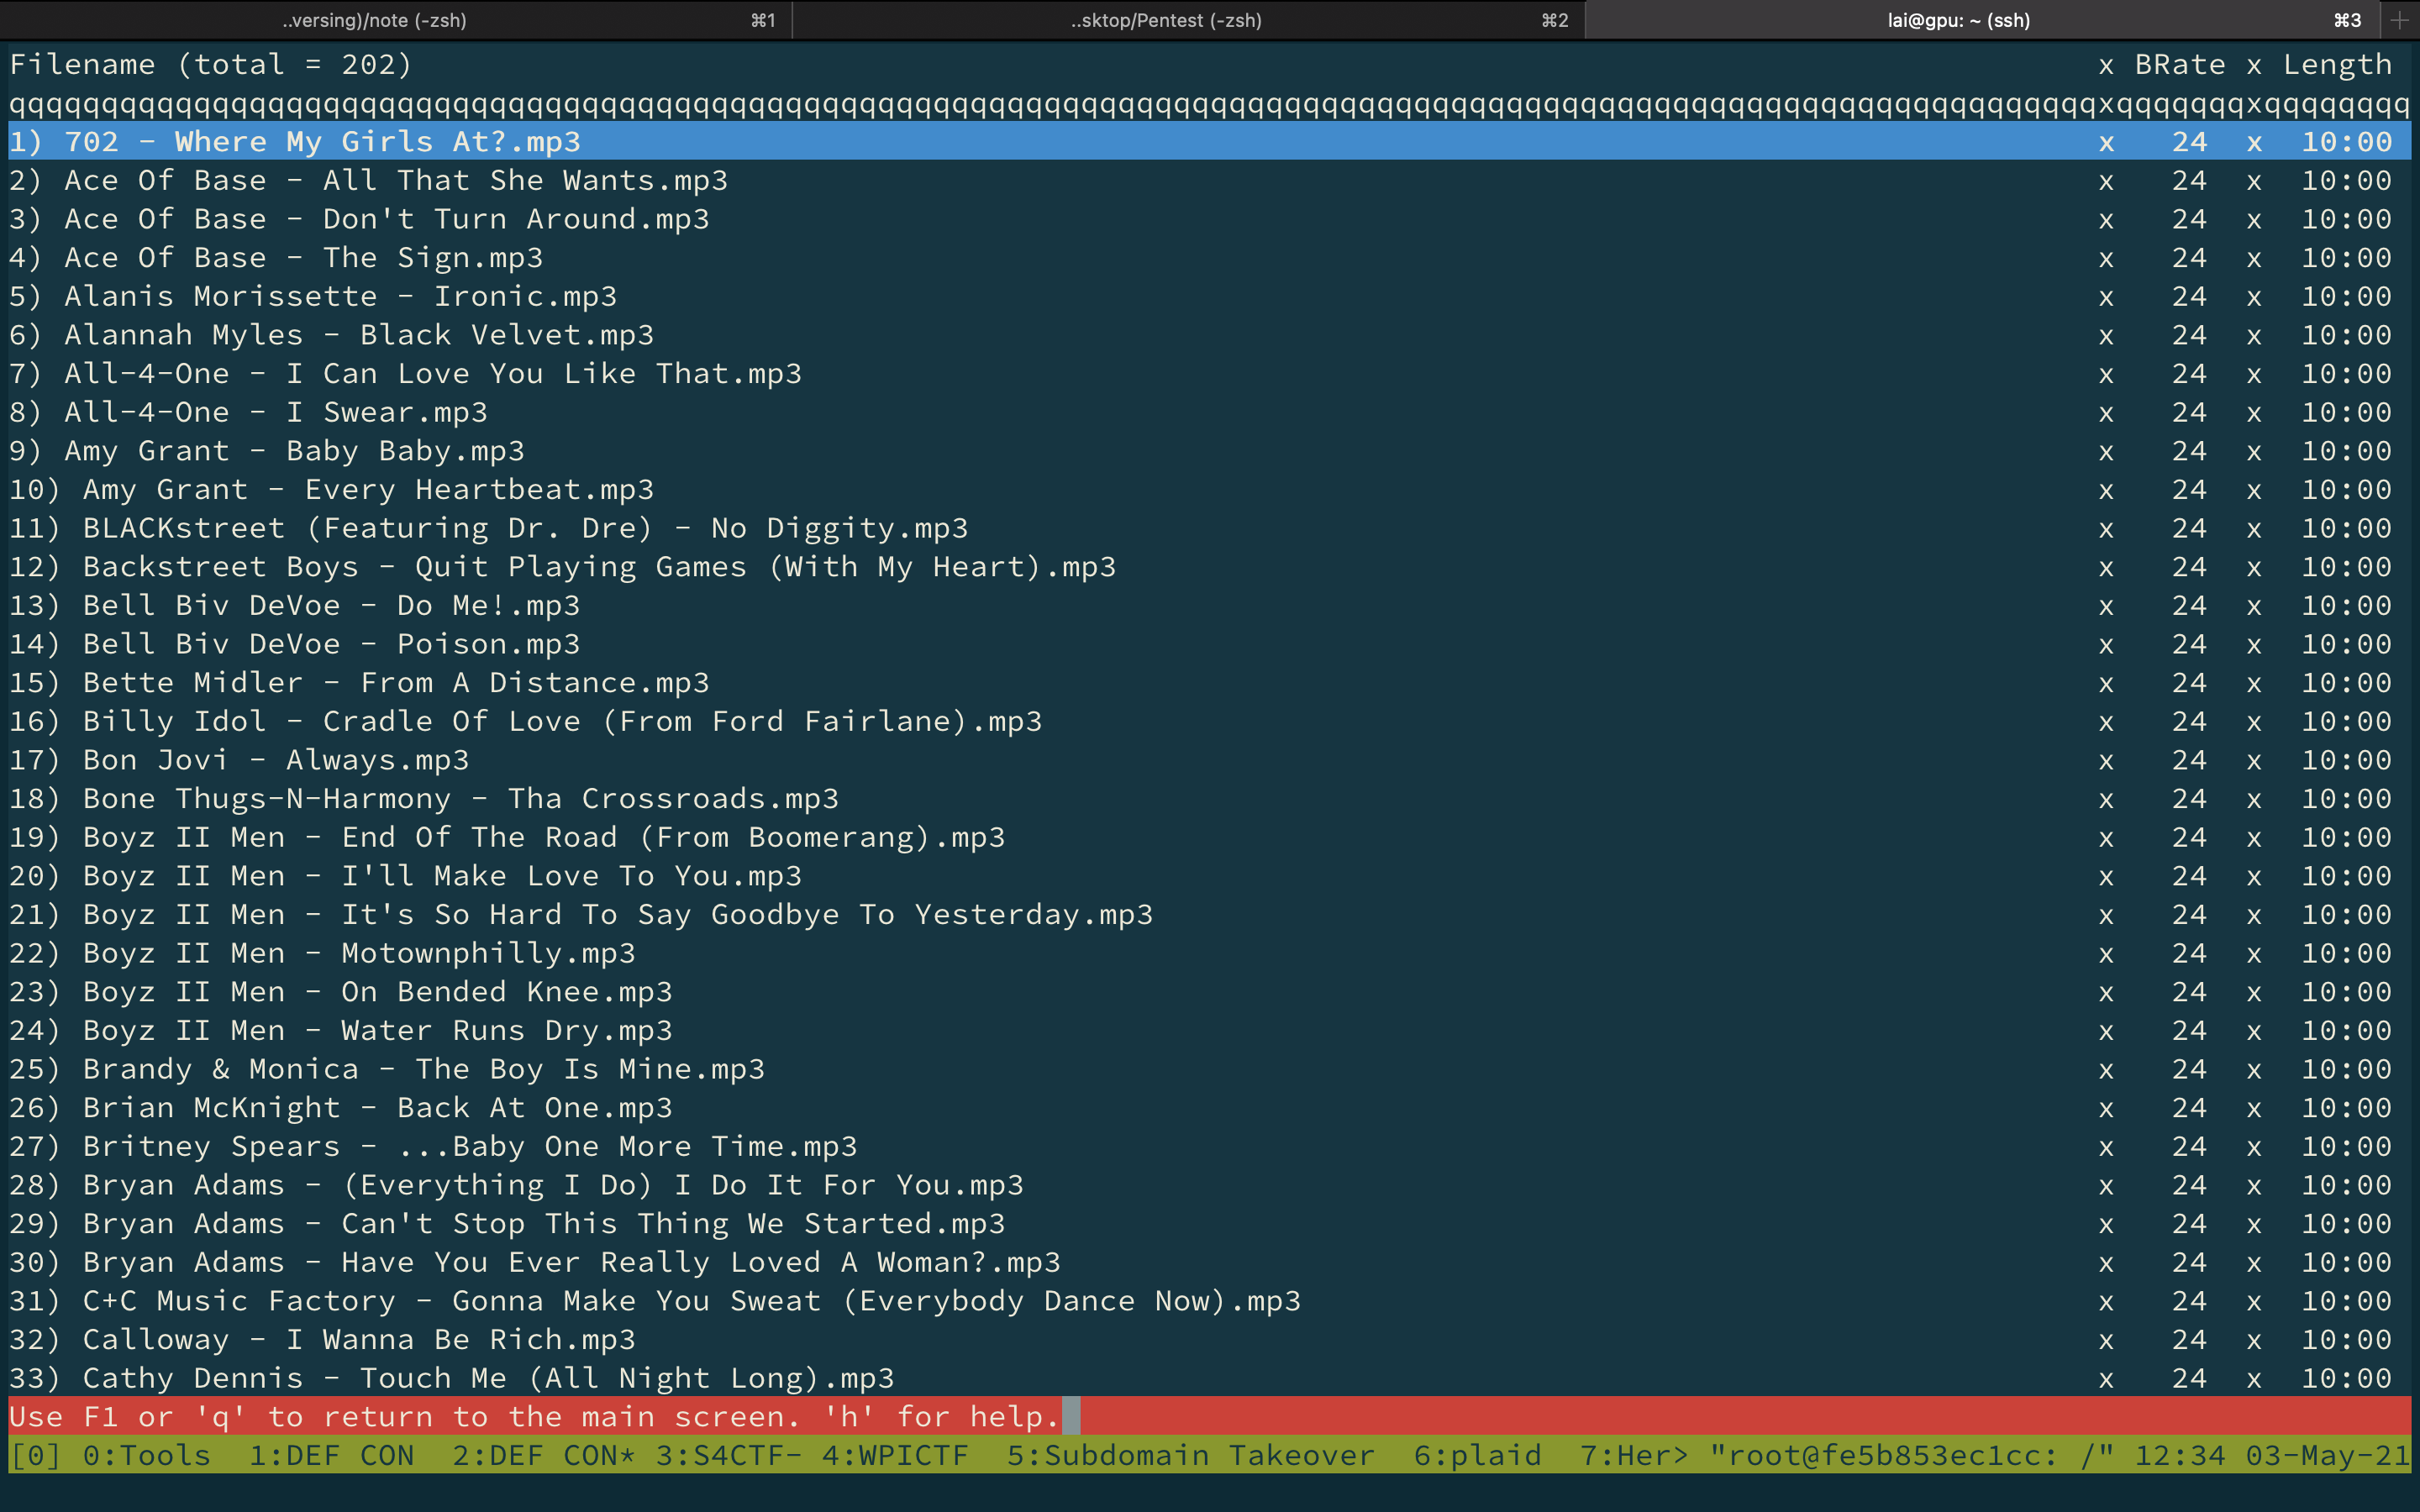 ..versing)/note (-zsh) ⌘1 ..sktop/Pentest (-zsh) ⌘2 lai@gpu: ~ (ssh) ⌘3 +
Filename (total = 202) x BRate x Length
qqqqqqqqqqqqqqqqqqqqqqqqqqqqqqqqqqqqqqqqqqqqqqqqqqqqqqqqqqqqqqqqqqqqqqqqqqqqqqqqqqqqqqqqqqqqqqqqqqqqqqqqqqqqqqqqqxqqqqqqqxqqqqqqqq
1) 702 - Where My Girls At?.mp3 x 24 x 10:00
2) Ace Of Base - All That She Wants.mp3 x 24 x 10:00
3) Ace Of Base - Don't Turn Around.mp3 x 24 x 10:00
4) Ace Of Base - The Sign.mp3 x 24 x 10:00
5) Alanis Morissette - Ironic.mp3 x 24 x 10:00
6) Alannah Myles - Black Velvet.mp3 x 24 x 10:00
7) All-4-One - I Can Love You Like That.mp3 x 24 x 10:00
8) All-4-One - I Swear.mp3 x 24 x 10:00
9) Amy Grant - Baby Baby.mp3 x 24 x 10:00
10) Amy Grant - Every Heartbeat.mp3 x 24 x 10:00
11) BLACKstreet (Featuring Dr. Dre) - No Diggity.mp3 x 24 x 10:00
12) Backstreet Boys - Quit Playing Games (With My Heart).mp3 x 24 x 10:00
13) Bell Biv DeVoe - Do Me!.mp3 x 24 x 10:00
14) Bell Biv DeVoe - Poison.mp3 x 24 x 10:00
15) Bette Midler - From A Distance.mp3 x 24 x 10:00
16) Billy Idol - Cradle Of Love (From Ford Fairlane).mp3 x 24 x 10:00
17) Bon Jovi - Always.mp3 x 24 x 10:00
18) Bone Thugs-N-Harmony - Tha Crossroads.mp3 x 24 x 10:00
19) Boyz II Men - End Of The Road (From Boomerang).mp3 x 24 x 10:00
20) Boyz II Men - I'll Make Love To You.mp3 x 24 x 10:00
21) Boyz II Men - It's So Hard To Say Goodbye To Yesterday.mp3 x 24 x 10:00
22) Boyz II Men - Motownphilly.mp3 x 24 x 10:00
23) Boyz II Men - On Bended Knee.mp3 x 24 x 10:00
24) Boyz II Men - Water Runs Dry.mp3 x 24 x 10:00
25) Brandy & Monica - The Boy Is Mine.mp3 x 24 x 10:00
26) Brian McKnight - Back At One.mp3 x 24 x 10:00
27) Britney Spears - ...Baby One More Time.mp3 x 24 x 10:00
28) Bryan Adams - (Everything I Do) I Do It For You.mp3 x 24 x 10:00
29) Bryan Adams - Can't Stop This Thing We Started.mp3 x 24 x 10:00
30) Bryan Adams - Have You Ever Really Loved A Woman?.mp3 x 24 x 10:00
31) C+C Music Factory - Gonna Make You Sweat (Everybody Dance Now).mp3 x 24 x 10:00
32) Calloway - I Wanna Be Rich.mp3 x 24 x 10:00
33) Cathy Dennis - Touch Me (All Night Long).mp3 x 24 x 10:00
Use F1 or 'q' to return to the main screen. 'h' for help.
[0] 0:Tools 1:DEF CON 2:DEF CON* 3:S4CTF- 4:WPICTF 5:Subdomain Takeover 6:plaid 7:Her> "root@fe5b853ec1cc: /" 12:34 03-May-21